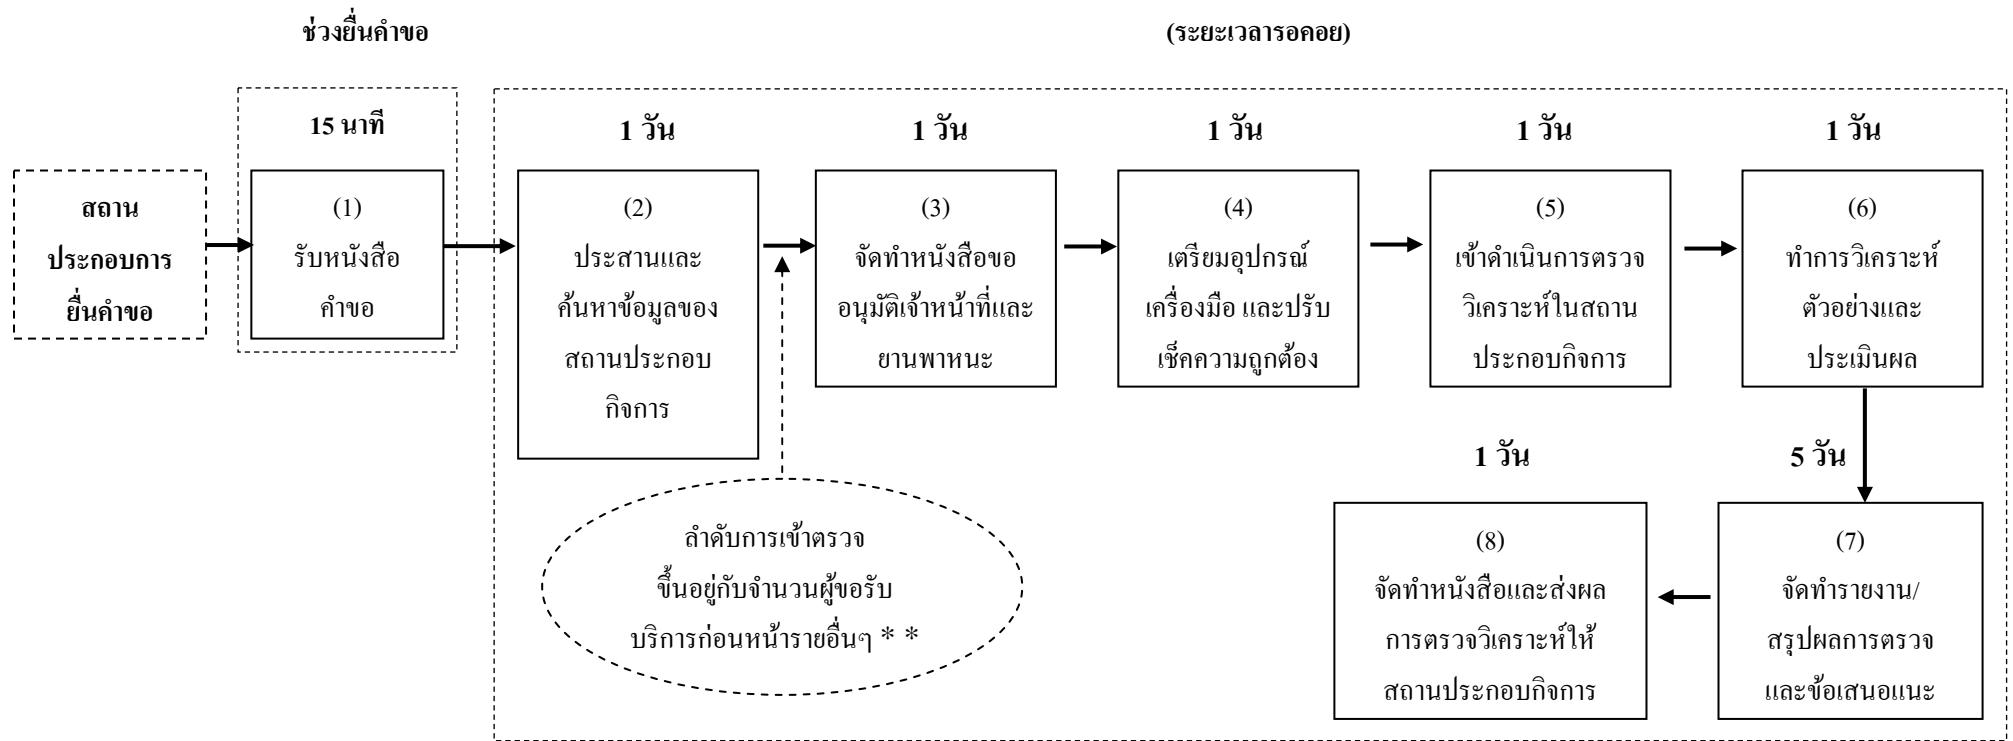 ช่วงยื่นคำขอ
(ระยะเวลารอคอย)
สถาน
ประกอบการ
ยื่นคำขอ
15 นาที
(1)
รับหนังสือ
คำขอ
1 วัน
(2)
ประสานและ
ค้นหาข้อมูลของ
สถานประกอบ
กิจการ
1 วัน
(3)
จัดทำหนังสือขอ
อนุมัติเจ้าหน้าที่และ
ยานพาหนะ
1 วัน
(4)
เตรียมอุปกรณ์
เครื่องมือ และปรับ
เช็คความถูกต้อง
1 วัน
(5)
เข้าดำเนินการตรวจ
วิเคราะห์ในสถาน
ประกอบกิจการ
1 วัน
(6)
ทำการวิเคราะห์
ตัวอย่างและ
ประเมินผล
ลำดับการเข้าตรวจ
ขึ้นอยู่กับจำนวนผู้ขอรับ
บริการก่อนหน้ารายอื่นๆ * *
5 วัน
(7)
จัดทำรายงาน/
สรุปผลการตรวจ
และข้อเสนอแนะ
1 วัน
(8)
จัดทำหนังสือและส่งผล
การตรวจวิเคราะห์ให้
สถานประกอบกิจการ